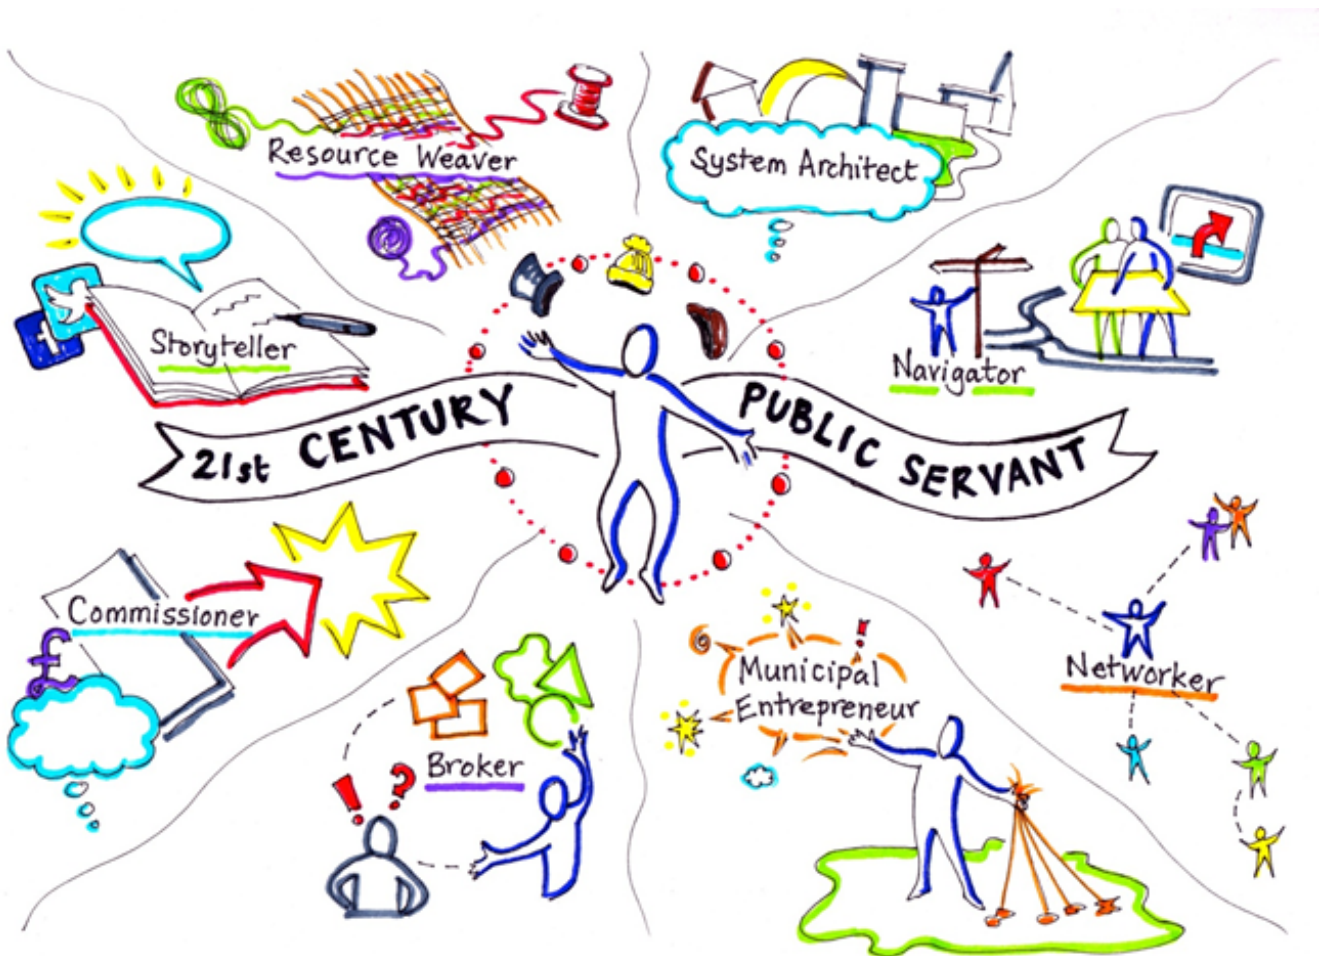 Resource Weaver
System Architect
Storyteller
Navigator
21st CENTURY
PUBLIC SERVANT
Commissioner
£
Broker
! ?
Municipal
Entrepreneur
!
Networker